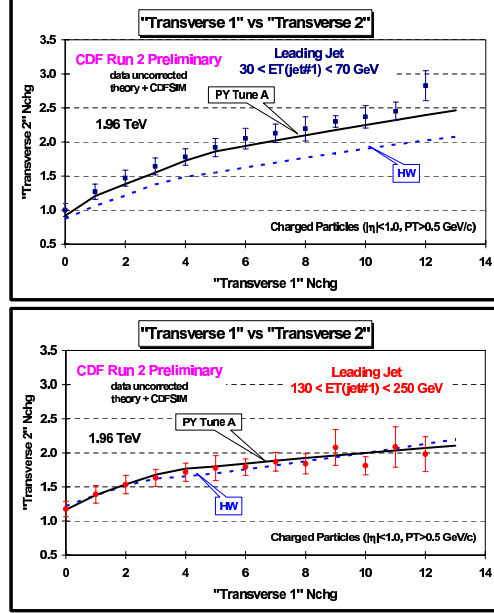 "Transverse 1" vs "Transverse 2"
3.0
2.5
2.0
1.5
1.0
0.5
"Transverse 2" Nchg
CDF Run 2 Preliminary
data uncorrected
theory + CDFSIM
Leading Jet
30 < ET(jet#1) < 70 GeV
PY Tune A
1.96 TeV
HW
Charged Particles (|η|<1.0, PT>0.5 GeV/c)
0 2 4 6 8 10 12 14
"Transverse 1" Nchg
"Transverse 1" vs "Transverse 2"
3.5
3.0
2.5
2.0
1.5
1.0
0.5
"Transverse 2" Nchg
CDF Run 2 Preliminary
data uncorrected
theory + CDFSIM
Leading Jet
130 < ET(jet#1) < 250 GeV
PY Tune A
1.96 TeV
HW
Charged Particles (|η|<1.0, PT>0.5 GeV/c)
0 2 4 6 8 10 12 14
"Transverse 1" Nchg